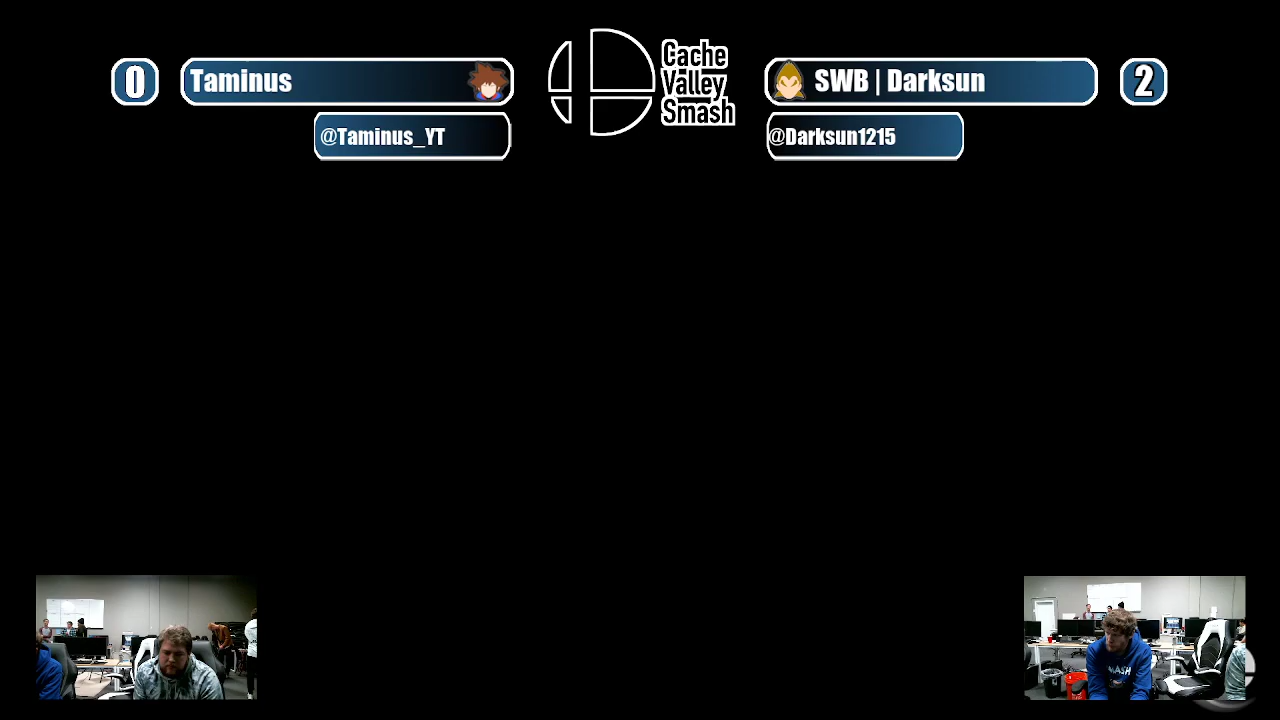 0
Taminus
Cache
Valley
Smash
SWB | Darksun
2
@Taminus_YT
@Darksun1215